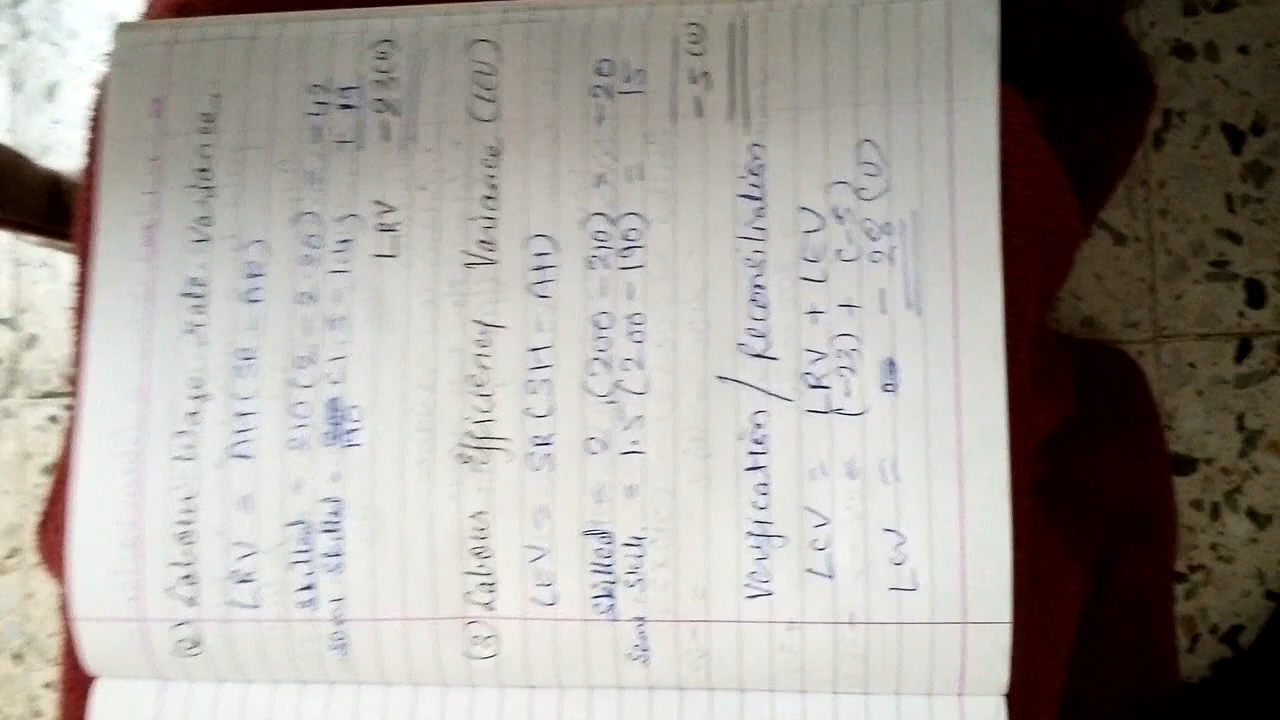 (2) Labour Wage Rate Variance
LRV = AH (SR - AR)
Skilled = 210 (2 - 2.20) = -42
Semi skilled = 190 (1.5 - 1.4) = 19
LRV -23 (U)
(3) Labour Efficiency Variance (LEV)
LEV = SR (SH - AH)
Skilled = 2 (200 - 210) = -20
Semi skill = 1.5 (200 - 190) = 15
-5 (U)
Verification / Reconciliation
LCV = LRV + LEV
= (-23) + (-5)
LCV = -28 (U)